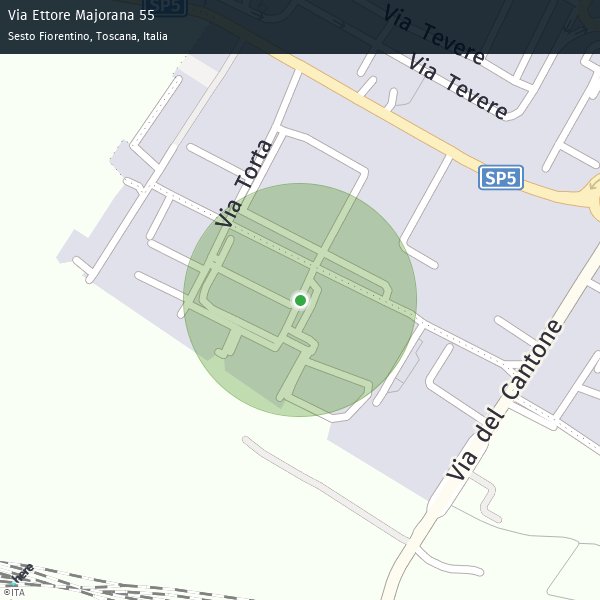 Via Ettore Majorana 55
Sesto Fiorentino, Toscana, Italia
SP5
Via Tevere
Via Tevere
Via Torta
SP5
Via del Cantone
here
©ITA